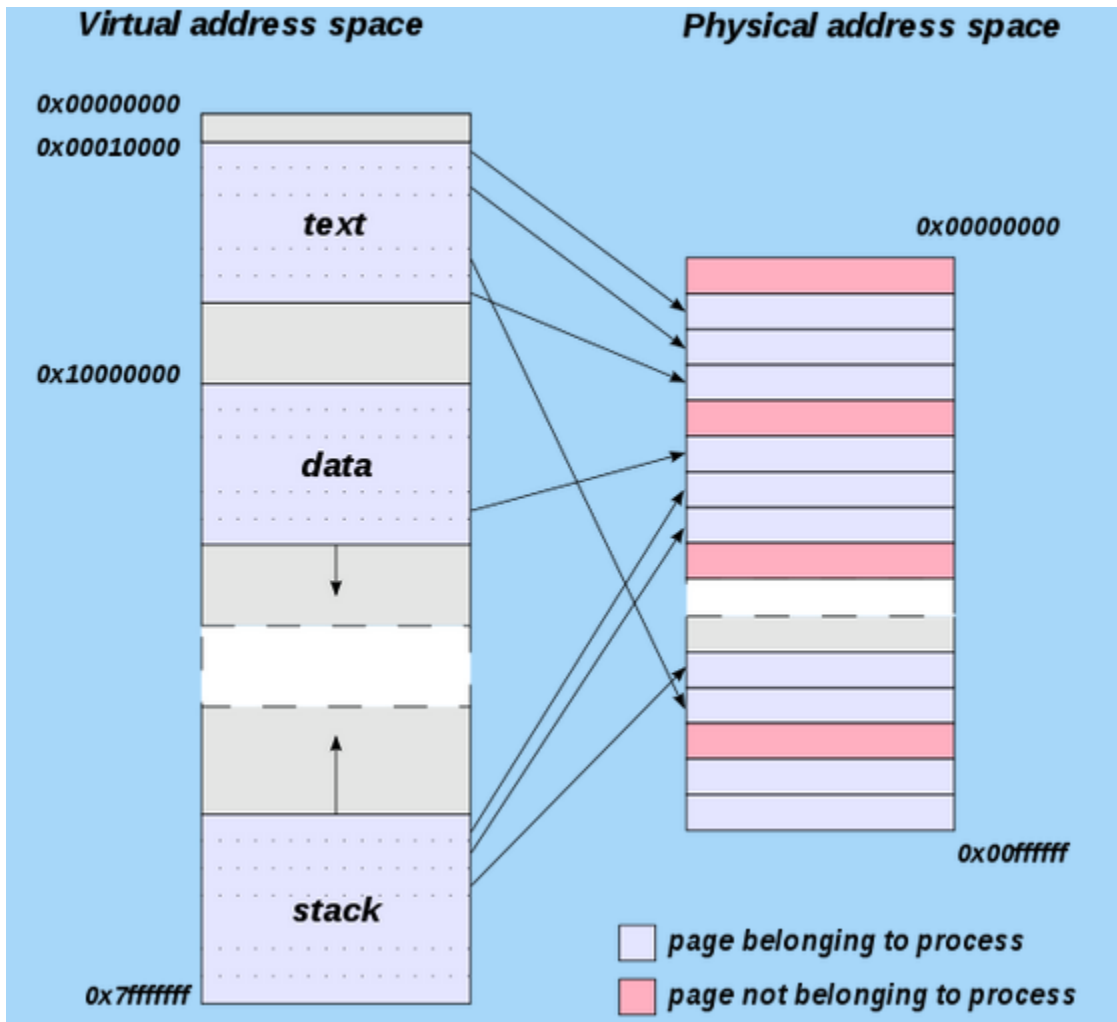 Virtual address space
Physical address space
0x00000000
0x00010000
text
0x00000000
0x10000000
data
0x00ffffff
stack
page belonging to process
0x7fffffff
page not belonging to process